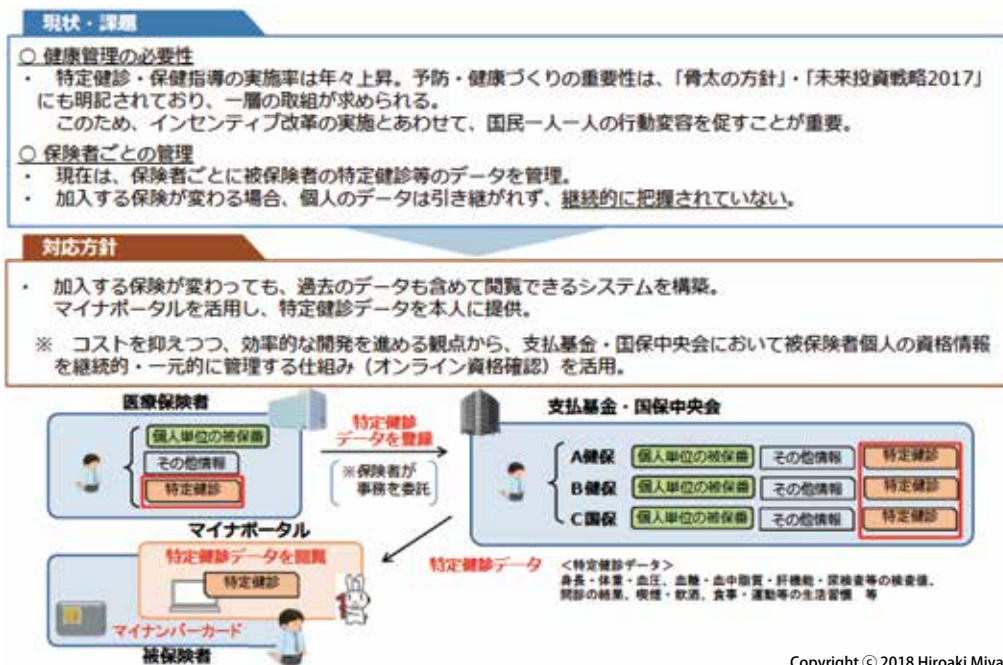 現状・課題
○ 健康管理の必要性
・ 特定健診・保健指導の実施率は年々上昇。予防・健康づくりの重要性は、「骨太の方針」・「未来投資戦略2017」
にも明記されており、一層の取組が求められる。
このため、インセンティブ改革の実施とあわせて、国民一人一人の行動変容を促すことが重要。
○ 保険者ごとの管理
・ 現在は、保険者ごとに被保険者の特定健診等のデータを管理。
・ 加入する保険が変わる場合、個人のデータは引き継がれず、継続的に把握されていない。
対応方針
・ 加入する保険が変わっても、過去のデータも含めて閲覧できるシステムを構築。
マイナポータルを活用し、特定健診データを本人に提供。
※ コストを抑えつつ、効率的な開発を進める観点から、支払基金・国保中央会において被保険者個人の資格情報
を継続的・一元的に管理する仕組み（オンライン資格確認）を活用。
医療保険者
個人単位の被保番
その他情報
特定健診
特定健診
データを登録
※保険者が
事務を委託
支払基金・国保中央会
A健保 個人単位の被保番 その他情報 特定健診
B健保 個人単位の被保番 その他情報 特定健診
C国保 個人単位の被保番 その他情報 特定健診
マイナポータル
特定健診データを閲覧
特定健診
マイナンバーカード
被保険者
特定健診データ
＜特定健診データ＞
身長・体重・血圧、血糖・血中脂質・肝機能・尿検査等の検査値、
問診の結果、喫煙・飲酒、食事・運動等の生活習慣 等
Copyright ⓒ 2018 Hiroaki Miya